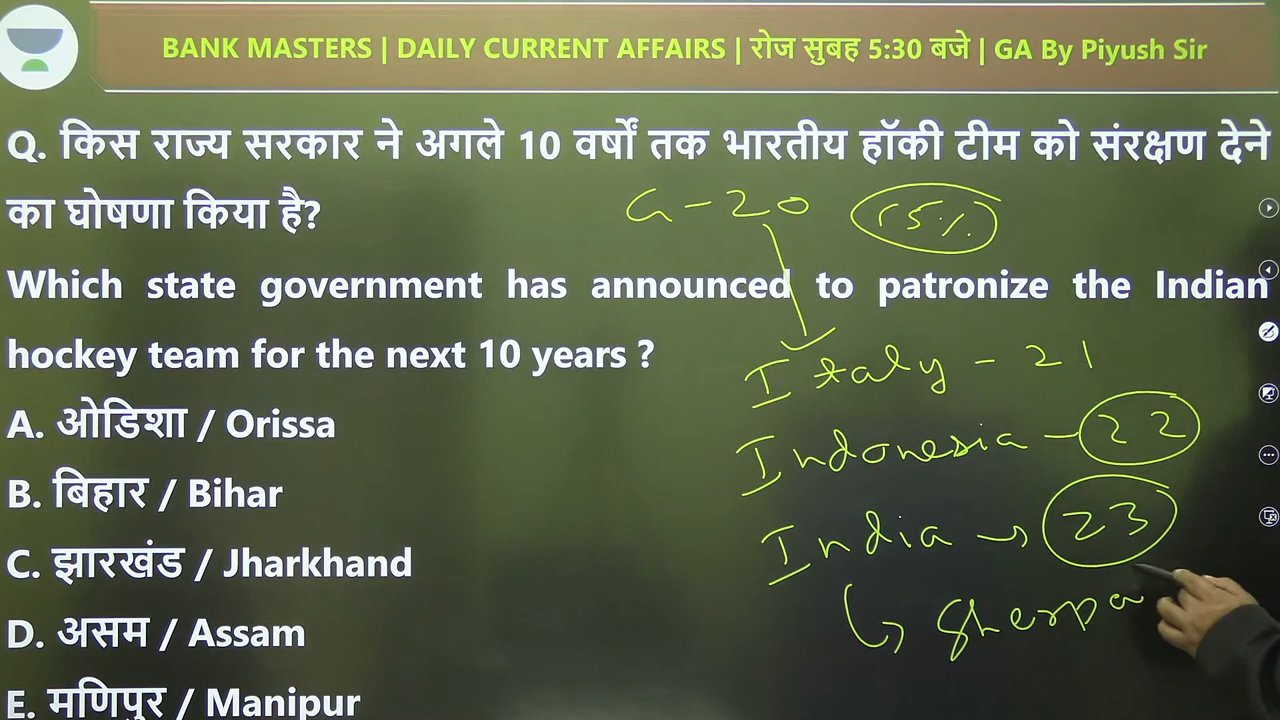 BANK MASTERS | DAILY CURRENT AFFAIRS | रोज सुबह 5:30 बजे | GA By Piyush Sir
Q. किस राज्य सरकार ने अगले 10 वर्षों तक भारतीय हॉकी टीम को संरक्षण देने
का घोषणा किया है?
G-20 15%
Which state government has announced to patronize the Indian
hockey team for the next 10 years ?
Italy - 21
A. ओडिशा / Orissa
Indonesia - 22
B. बिहार / Bihar
India → 23
C. झारखंड / Jharkhand
Sherpa
D. असम / Assam
E. मणिपुर / Manipur